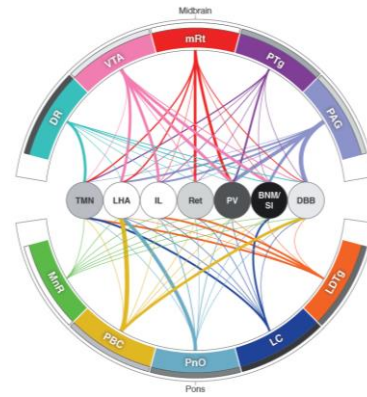 Midbrain
mRt
VTA
PTg
DR
PAG
TMN
LHA
IL
Ret
PV
BNM/
SI
DBB
MnR
LDTg
PBC
LC
PnO
Pons